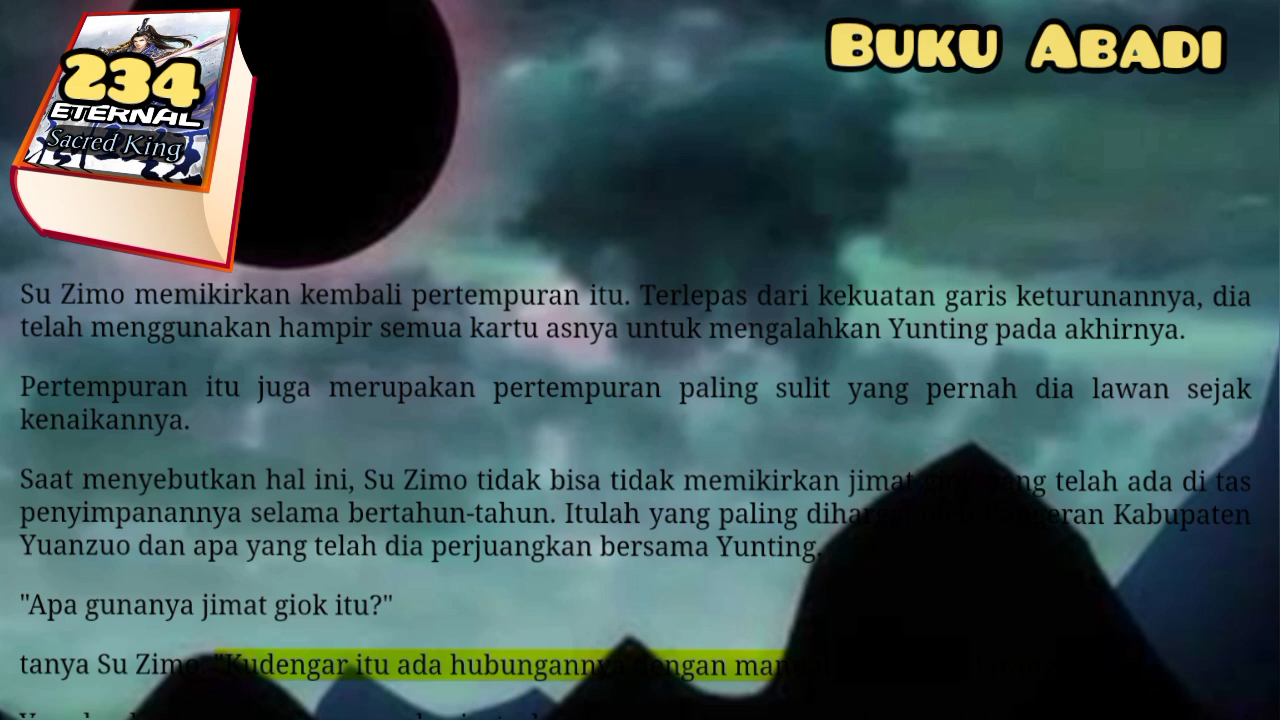 234
ETERNAL
Sacred King
BUKU ABADI
Su Zimo memikirkan kembali pertempuran itu. Terlepas dari kekuatan garis keturunannya, dia
telah menggunakan hampir semua kartu asnya untuk mengalahkan Yunting pada akhirnya.
Pertempuran itu juga merupakan pertempuran paling sulit yang pernah dia lawan sejak
kenaikannya.
Saat menyebutkan hal ini, Su Zimo tidak bisa tidak memikirkan jimat giok yang telah ada di tas
penyimpanannya selama bertahun-tahun. Itulah yang paling dihargai oleh Pangeran Kabupaten
Yuanzuo dan apa yang telah dia perjuangkan bersama Yunting.
"Apa gunanya jimat giok itu?"
tanya Su Zimo. "Kudengar itu ada hubungannya dengan